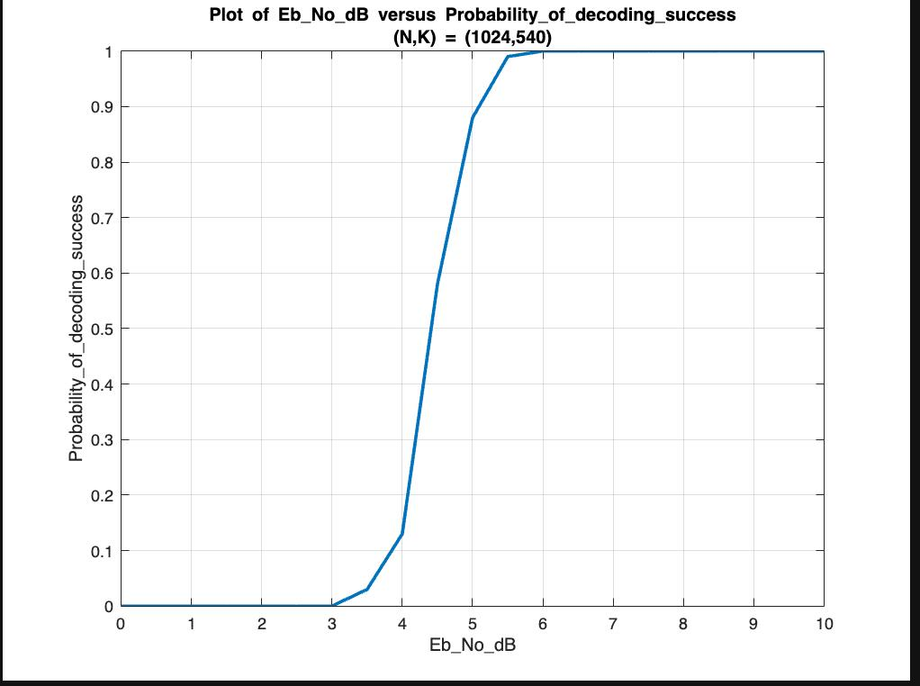 Plot of Eb_No_dB versus Probability_of_decoding_success
(N,K) = (1024,540)
Probability_of_decoding_success
1
0.9
0.8
0.7
0.6
0.5
0.4
0.3
0.2
0.1
0
0 1 2 3 4 5 6 7 8 9 10
Eb_No_dB